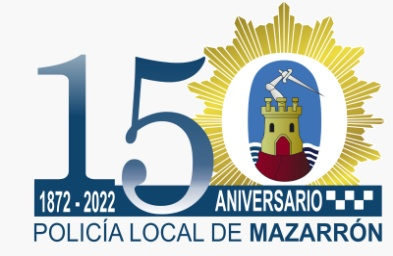 150
1872 - 2022 ANIVERSARIO
POLICÍA LOCAL DE MAZARRÓN